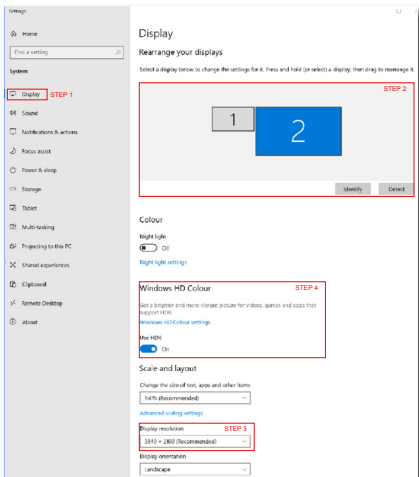 Settings
Home
Find a setting
System
Display STEP 1
Sound
Notifications & actions
Focus assist
Power & sleep
Storage
Tablet
Multi-tasking
Projecting to this PC
Shared experiences
Clipboard
Remote Desktop
About
Display
Rearrange your displays
Select a display below to change the settings for it. Press and hold (or select) a display, then drag to rearrange it.
STEP 2
1
2
Identify Detect
Colour
Night light
Off
Night light settings
Windows HD Colour STEP 4
Get a brighter and more vibrant picture for videos, games and apps that
support HDR.
Windows HD Colour settings
Use HDR
On
Scale and layout
Change the size of text, apps and other items
150% (Recommended)
Advanced scaling settings
Display resolution STEP 3
3840 × 2160 (Recommended)
Display orientation
Landscape